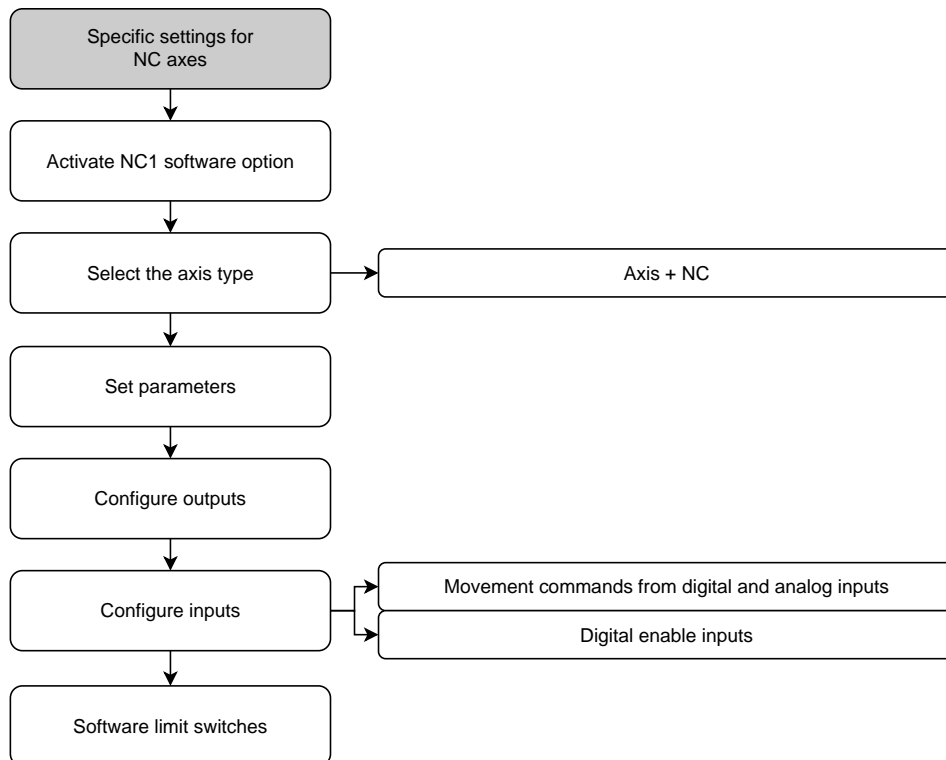 Specific settings for
NC axes
Activate NC1 software option
Select the axis type
Axis + NC
Set parameters
Configure outputs
Configure inputs
Movement commands from digital and analog inputs
Digital enable inputs
Software limit switches